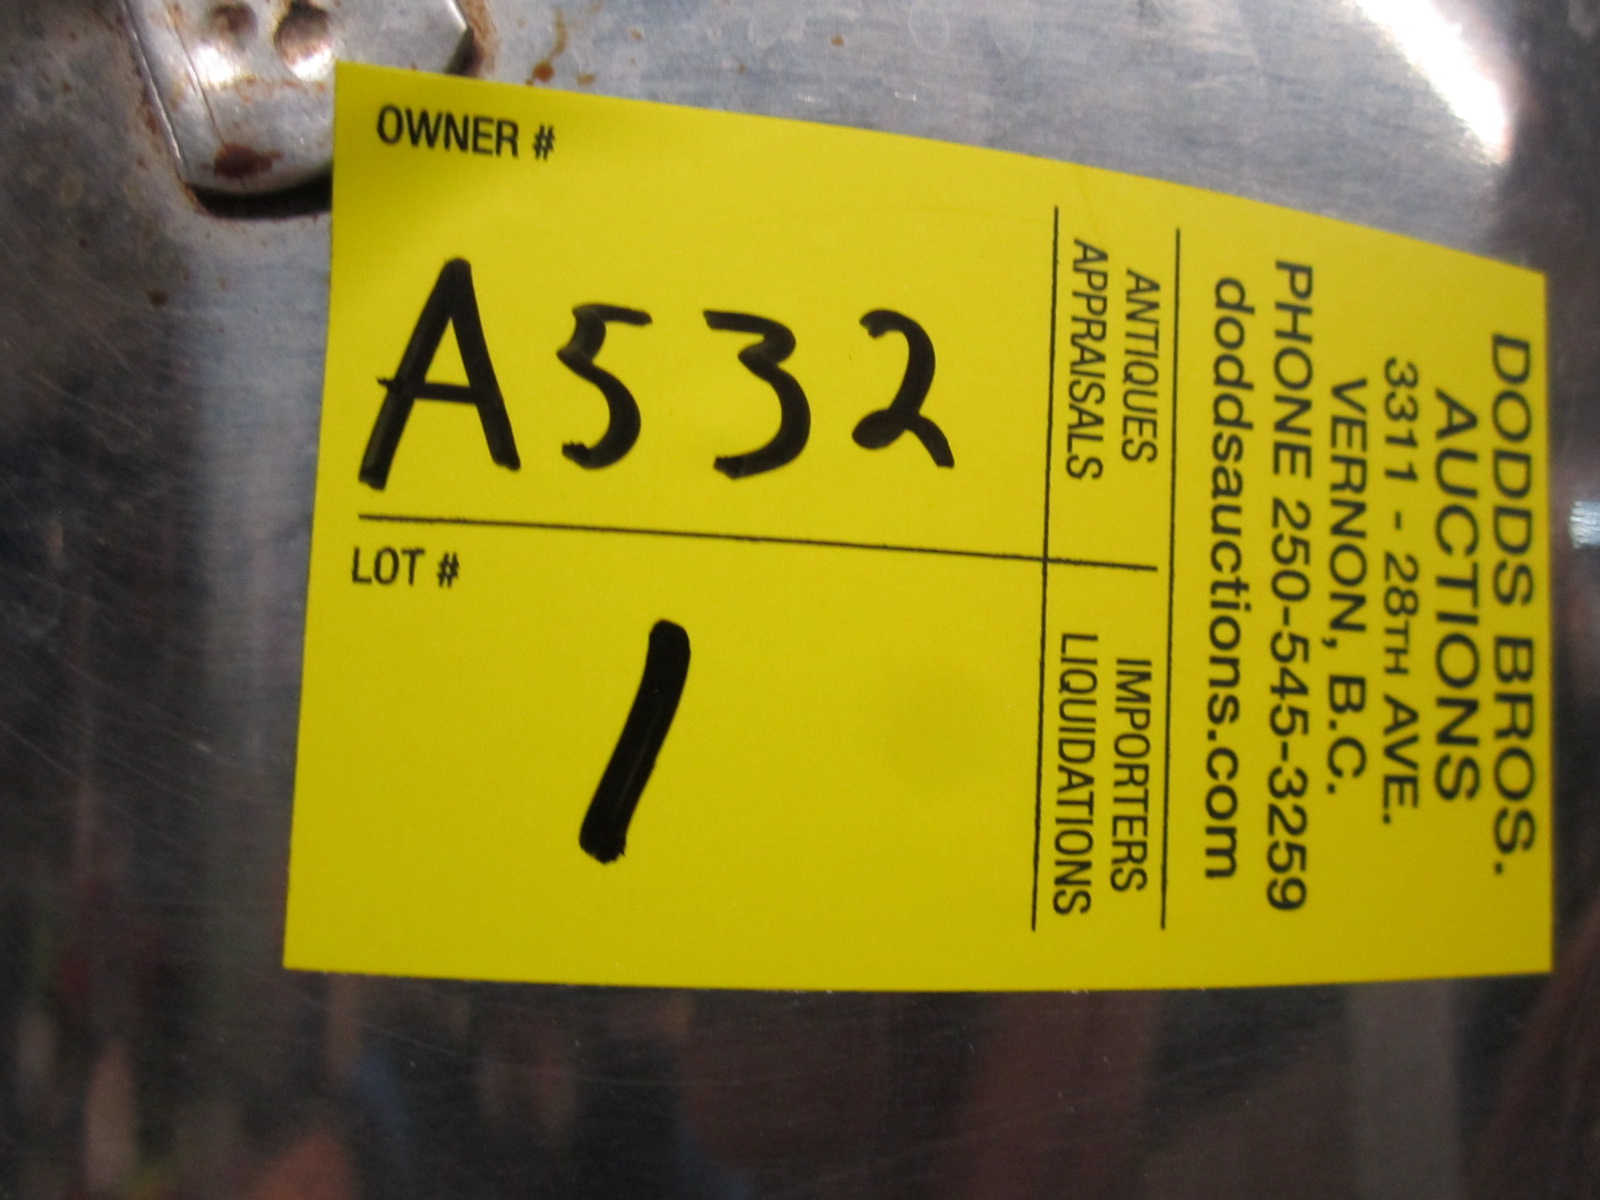 DODDS BROS.
AUCTIONS
3311 - 28TH AVE.
VERNON, B.C.
PHONE 250-545-3259
doddsauctions.com
ANTIQUES
APPRAISALS
IMPORTERS
LIQUIDATIONS
OWNER #
A532
LOT #
1